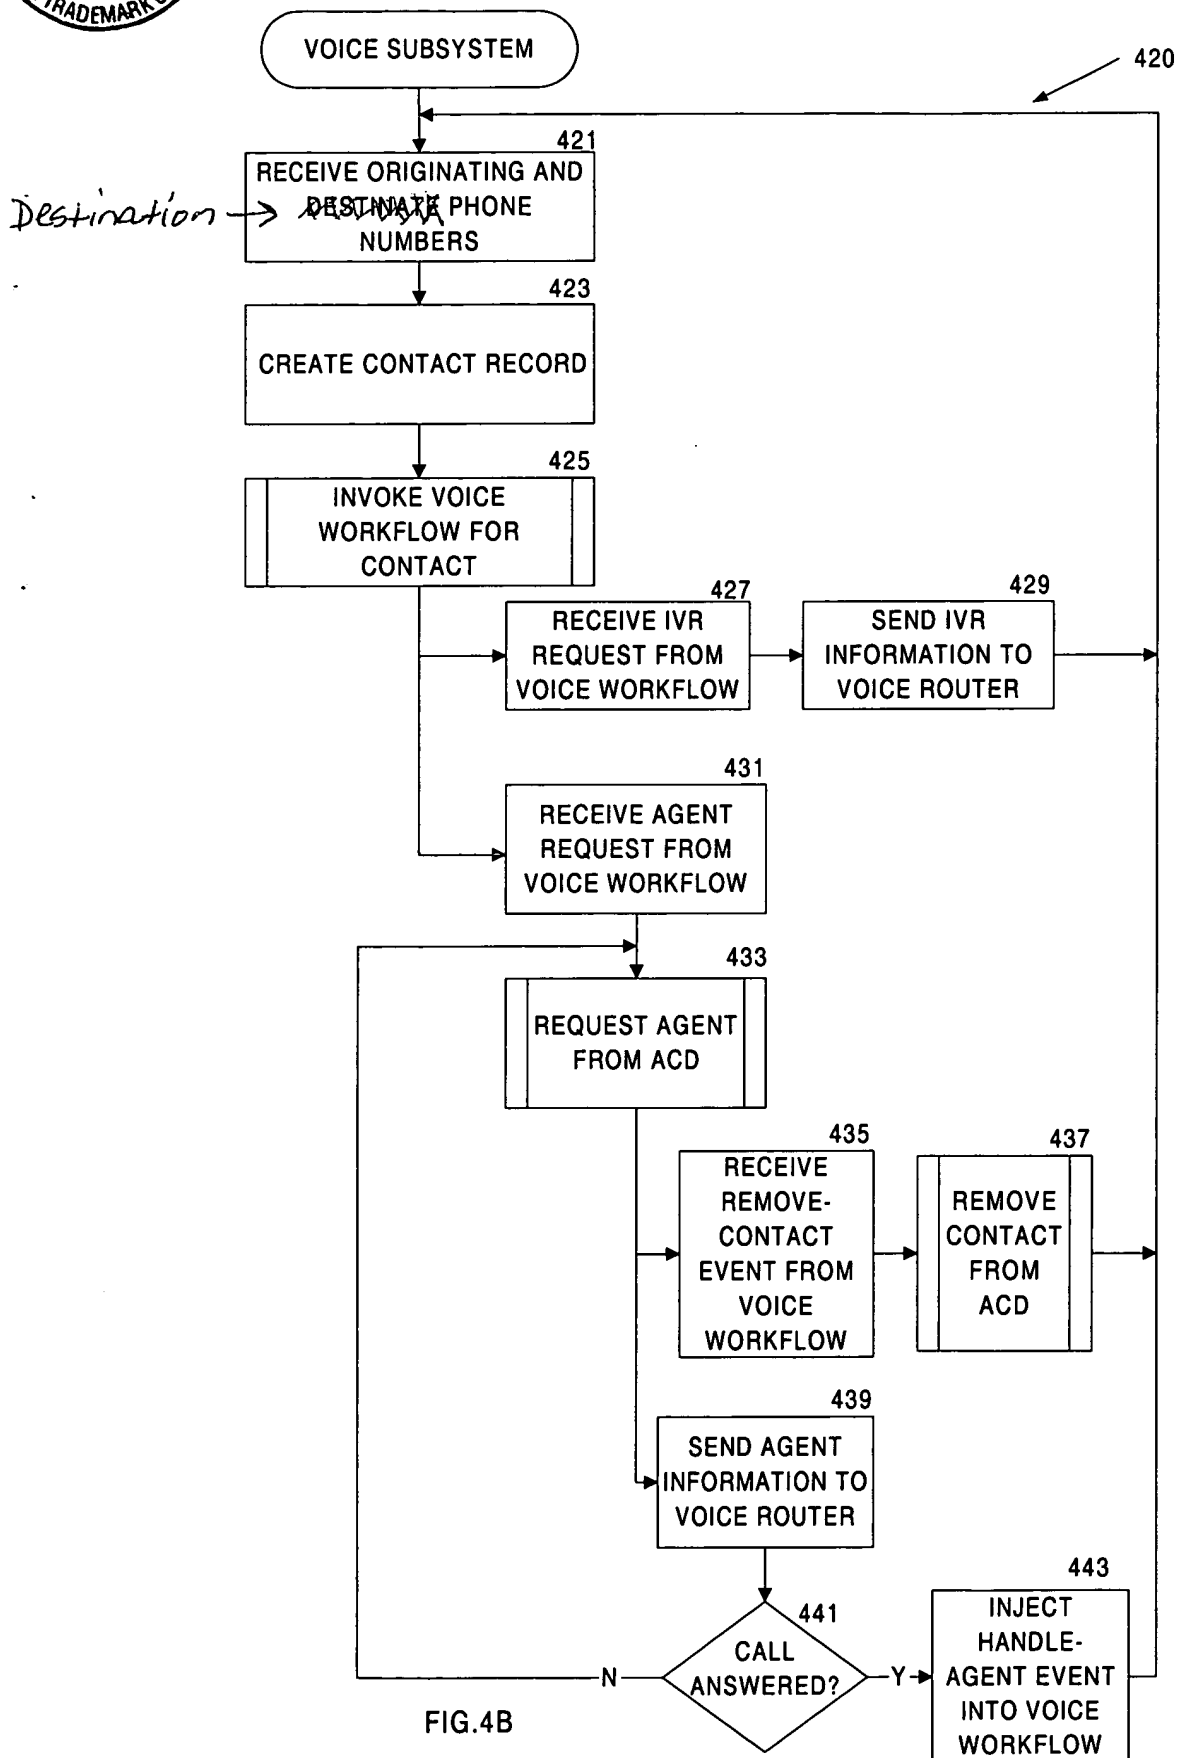 TRADEMARK
VOICE SUBSYSTEM
420
421
RECEIVE ORIGINATING AND
Destination → DESTINATE PHONE
NUMBERS
423
CREATE CONTACT RECORD
425
INVOKE VOICE
WORKFLOW FOR
CONTACT
427
RECEIVE IVR
REQUEST FROM
VOICE WORKFLOW
429
SEND IVR
INFORMATION TO
VOICE ROUTER
431
RECEIVE AGENT
REQUEST FROM
VOICE WORKFLOW
433
REQUEST AGENT
FROM ACD
435
RECEIVE
REMOVE-
CONTACT
EVENT FROM
VOICE
WORKFLOW
437
REMOVE
CONTACT
FROM
ACD
439
SEND AGENT
INFORMATION TO
VOICE ROUTER
441
CALL
ANSWERED?
N
Y
443
INJECT
HANDLE-
AGENT EVENT
INTO VOICE
WORKFLOW
FIG.4B